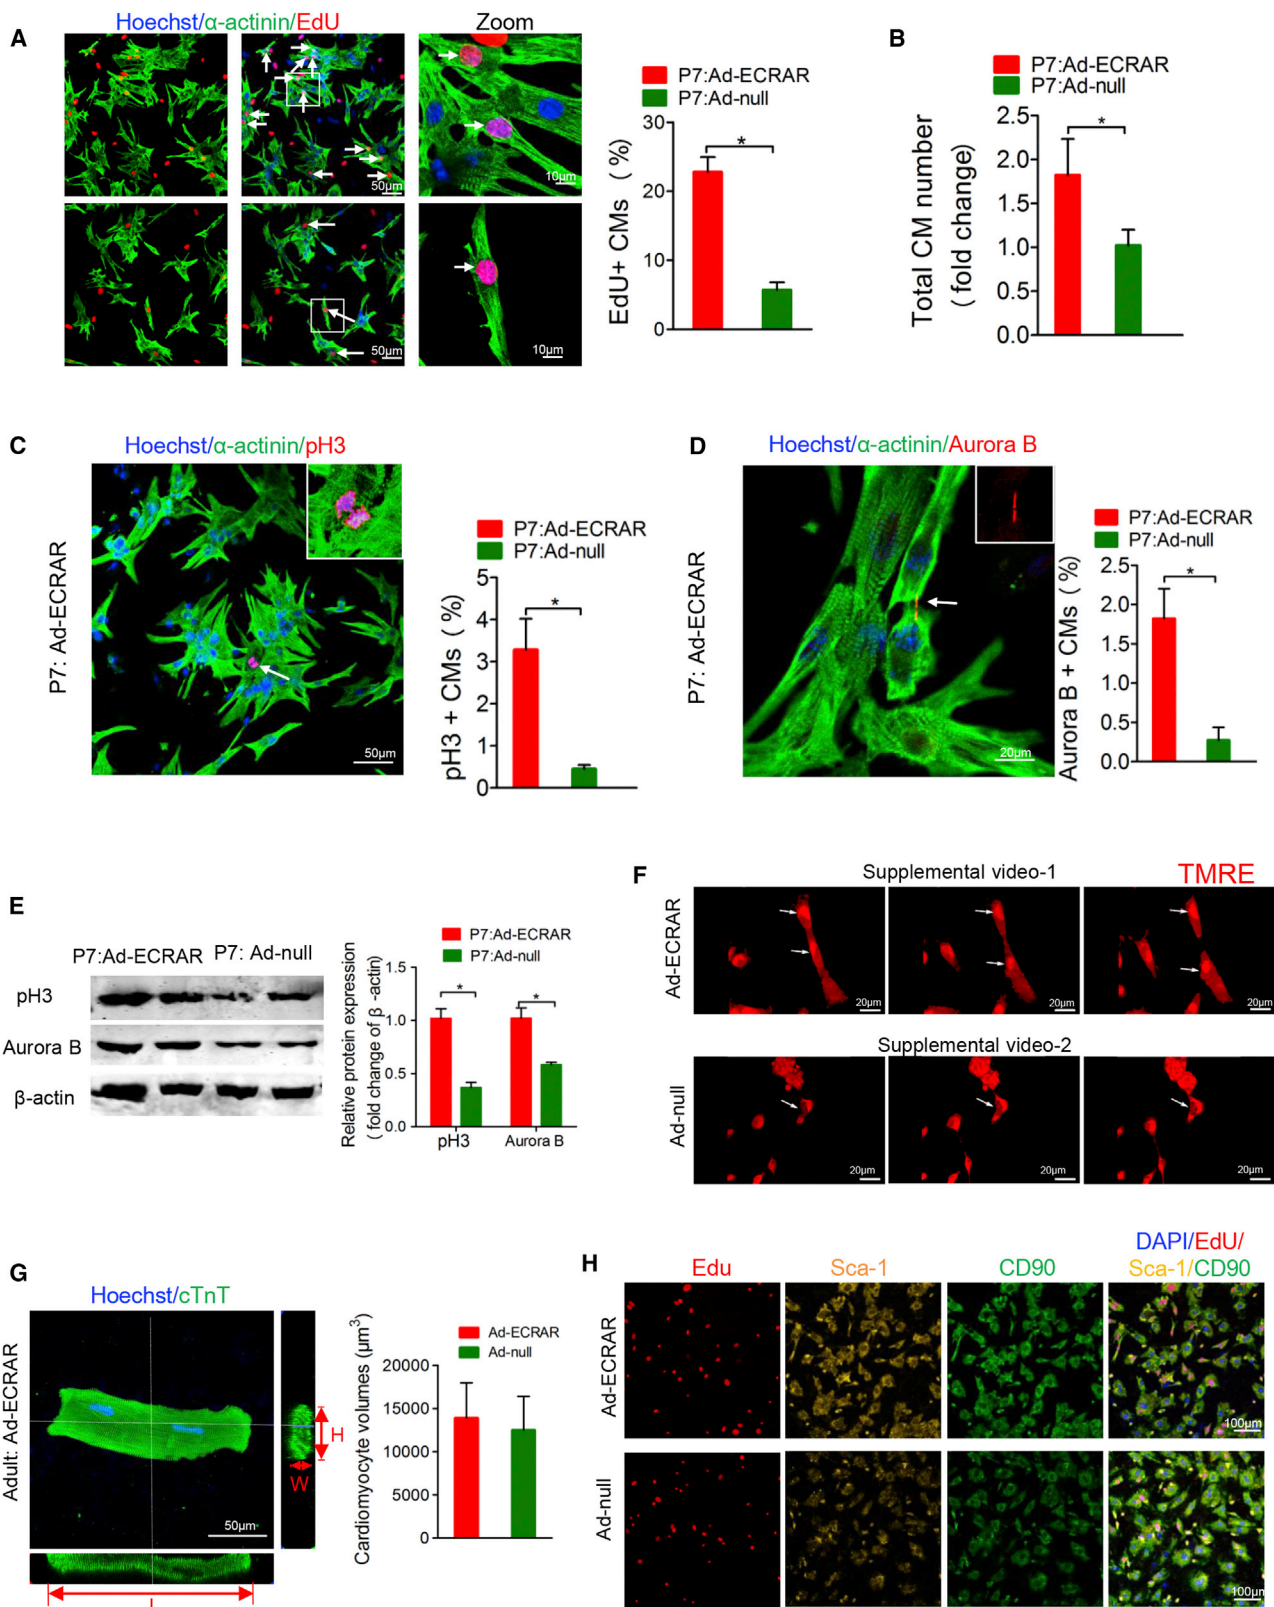 A
Hoechst/α-actinin/EdU
Zoom
50µm
10µm
50µm
10µm
P7:Ad-ECRAR
P7:Ad-null
EdU+ CMs ( %)
30
20
10
0
*
B
P7:Ad-ECRAR
P7:Ad-null
Total CM number
( fold change)
2.5
2.0
1.5
1.0
0.5
0.0
*
C
Hoechst/α-actinin/pH3
P7: Ad-ECRAR
50µm
P7:Ad-ECRAR
P7:Ad-null
pH3 + CMs ( %)
5
4
3
2
1
0
*
D
Hoechst/α-actinin/Aurora B
P7: Ad-ECRAR
20µm
P7:Ad-ECRAR
P7:Ad-null
Aurora B + CMs ( %)
2.5
2.0
1.5
1.0
0.5
0.0
*
E
P7:Ad-ECRAR P7: Ad-null
pH3
Aurora B
β-actin
P7:Ad-ECRAR
P7:Ad-null
Relative protein expression
( fold change of β -actin)
1.5
1.0
0.5
0.0
*
*
pH3
Aurora B
F
Supplemental video-1
TMRE
Ad-ECRAR
20µm
20µm
20µm
Supplemental video-2
Ad-null
20µm
20µm
20µm
G
Hoechst/cTnT
Adult: Ad-ECRAR
50µm
H
W
L
Ad-ECRAR
Ad-null
Cardiomyocyte volumes (µm³)
20000
15000
10000
5000
0
H
Edu
Sca-1
CD90
DAPI/EdU/
Sca-1/CD90
Ad-ECRAR
100µm
Ad-null
100µm